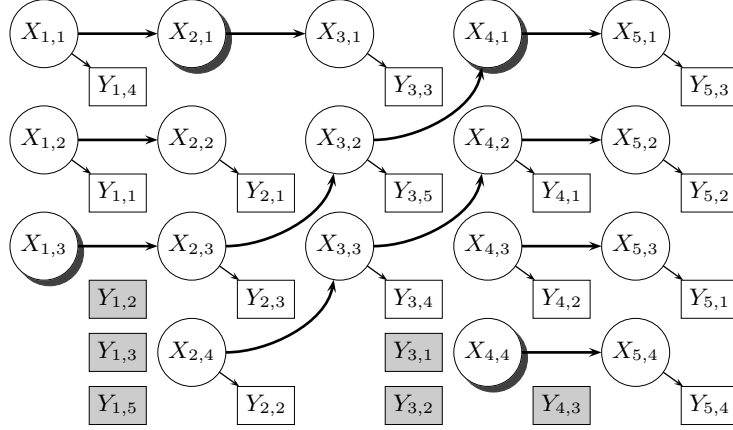 X1,1 X2,1 X3,1 X4,1 X5,1
Y1,4 Y3,3 Y5,3
X1,2 X2,2 X3,2 X4,2 X5,2
Y1,1 Y2,1 Y3,5 Y4,1 Y5,2
X1,3 X2,3 X3,3 X4,3 X5,3
Y1,2 Y2,3 Y3,4 Y4,2 Y5,1
Y1,3 X2,4 Y3,1 X4,4 X5,4
Y1,5 Y2,2 Y3,2 Y4,3 Y5,4